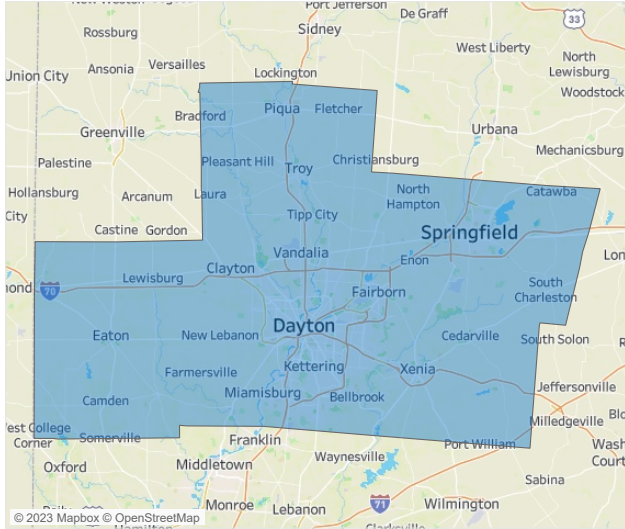 Port Jefferson
De Graff
33
Rossburg
Sidney
West Liberty
North
Lewisburg
Ansonia
Versailles
Union City
Lockington
Woodstock
Piqua
Fletcher
Bradford
Greenville
Urbana
Mechanicsburg
Palestine
Pleasant Hill
Troy
Christiansburg
Hollansburg
Arcanum
Laura
North
Hampton
Catawba
City
Tipp City
Castine
Gordon
Springfield
Vandalia
Enon
Lewisburg
Clayton
70
Fairborn
South
Charleston
Dayton
Eaton
New Lebanon
Cedarville
South Solon
Kettering
Xenia
Farmersville
Miamisburg
Bellbrook
Jeffersonville
Camden
Milledgeville
West College
Corner
Somerville
Franklin
Port William
Oxford
Middletown
Waynesville
Sabina
Monroe
Lebanon
71
Wilmington
© 2023 Mapbox © OpenStreetMap
Hamilton
Clarksville